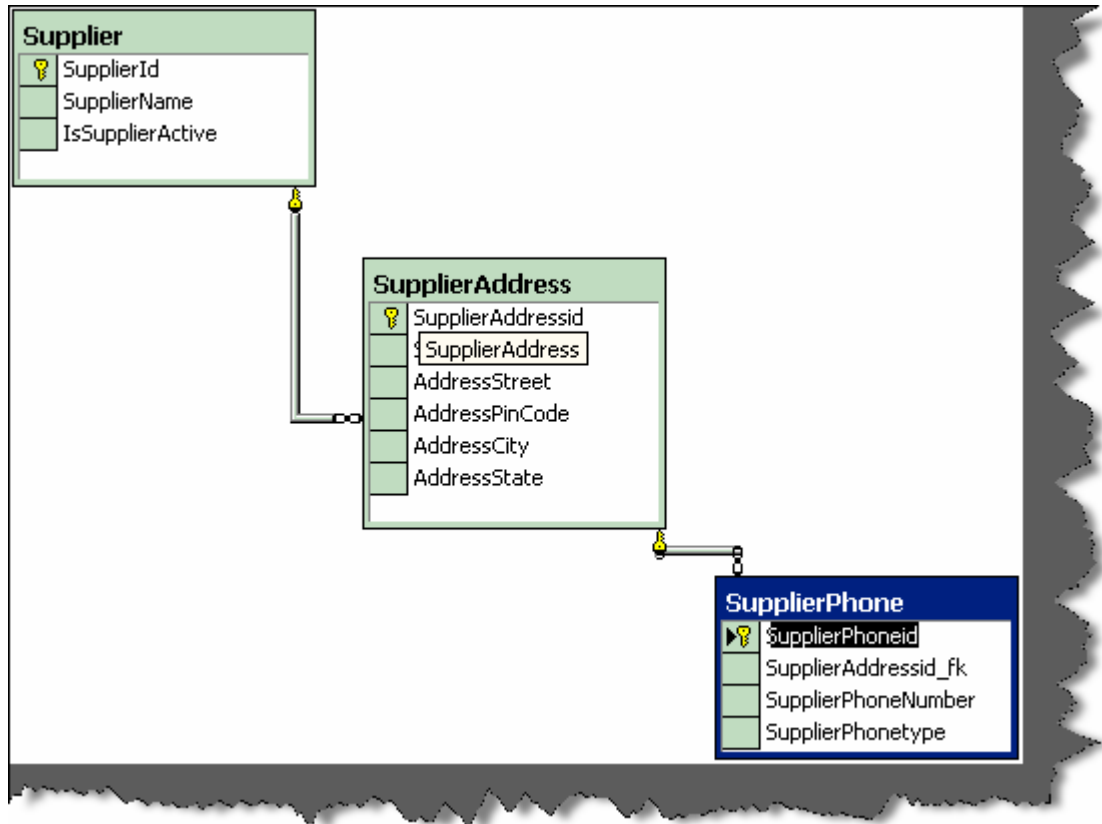 Supplier
SupplierId
SupplierName
IsSupplierActive
SupplierAddress
SupplierAddressid
SupplierAddress
AddressStreet
AddressPinCode
AddressCity
AddressState
SupplierPhone
SupplierPhoneid
SupplierAddressid_fk
SupplierPhoneNumber
SupplierPhonetype